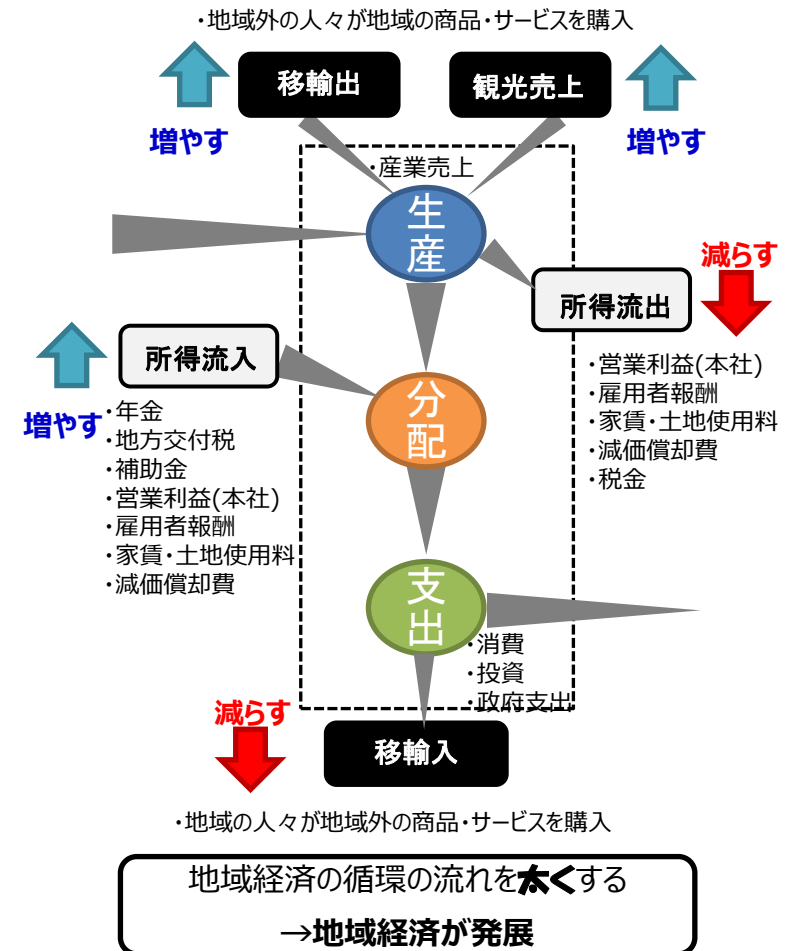 ・地域外の人々が地域の商品・サービスを購入
移輸出
観光売上
増やす
増やす
・産業売上
生産
減らす
所得流出
・営業利益(本社)
・雇用者報酬
・家賃・土地使用料
・減価償却費
・税金
所得流入
増やす
・年金
・地方交付税
・補助金
・営業利益(本社)
・雇用者報酬
・家賃・土地使用料
・減価償却費
分配
支出
・消費
・投資
・政府支出
減らす
移輸入
・地域の人々が地域外の商品・サービスを購入
地域経済の循環の流れを太くする
→地域経済が発展